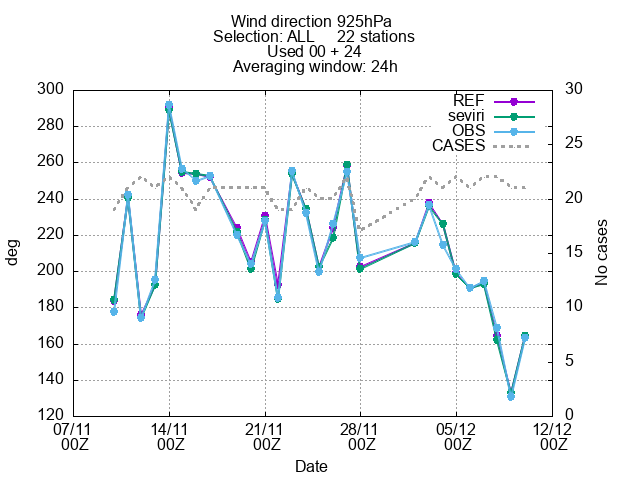 Wind direction 925hPa
Selection: ALL 22 stations
Used 00 + 24
Averaging window: 24h
300
280
260
240
220
200
180
160
140
120
deg
30
25
20
15
10
5
0
No cases
REF
seviri
OBS
CASES
07/11 14/11 21/11 28/11 05/12 12/12
00Z 00Z 00Z 00Z 00Z 00Z
Date